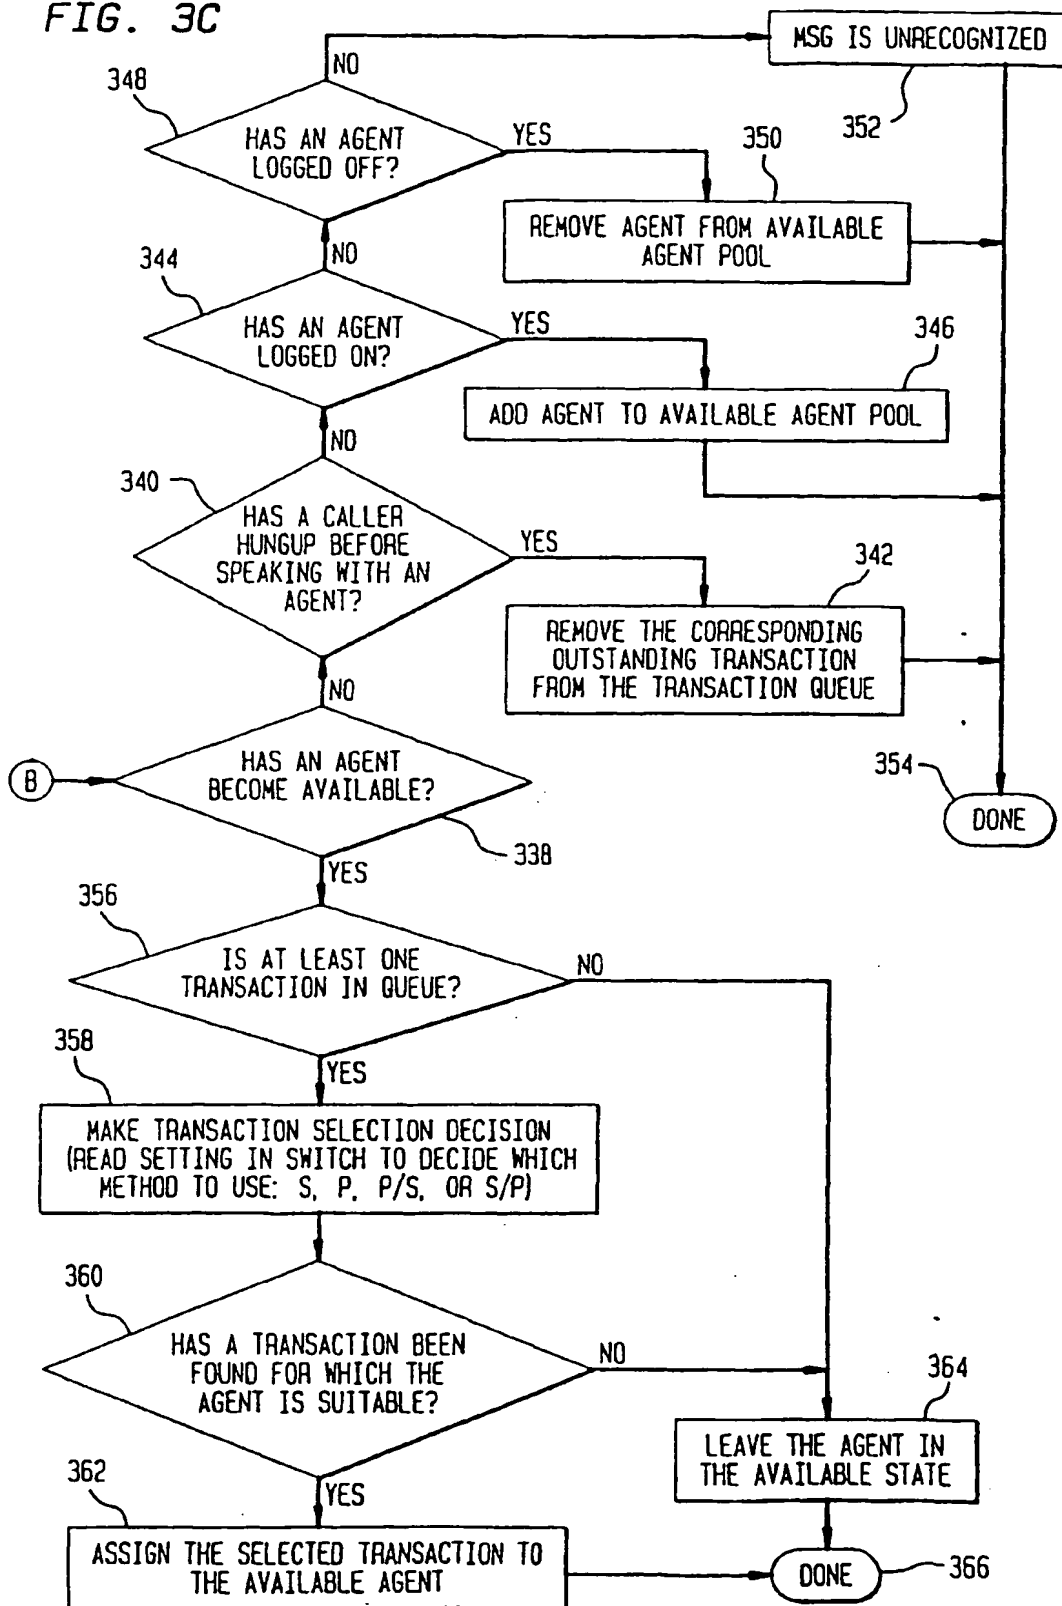 FIG. 3C
MSG IS UNRECOGNIZED
NO
348
352
HAS AN AGENT
LOGGED OFF?
YES
350
REMOVE AGENT FROM AVAILABLE
AGENT POOL
NO
344
HAS AN AGENT
LOGGED ON?
YES
346
ADD AGENT TO AVAILABLE AGENT POOL
NO
340
HAS A CALLER
HUNGUP BEFORE
SPEAKING WITH AN
AGENT?
YES
342
REMOVE THE CORRESPONDING
OUTSTANDING TRANSACTION
FROM THE TRANSACTION QUEUE
NO
B
HAS AN AGENT
BECOME AVAILABLE?
354
DONE
338
YES
356
IS AT LEAST ONE
TRANSACTION IN QUEUE?
NO
358
YES
MAKE TRANSACTION SELECTION DECISION
(READ SETTING IN SWITCH TO DECIDE WHICH
METHOD TO USE: S, P, P/S, OR S/P)
360
HAS A TRANSACTION BEEN
FOUND FOR WHICH THE
AGENT IS SUITABLE?
NO
364
LEAVE THE AGENT IN
THE AVAILABLE STATE
362
YES
ASSIGN THE SELECTED TRANSACTION TO
THE AVAILABLE AGENT
DONE
366